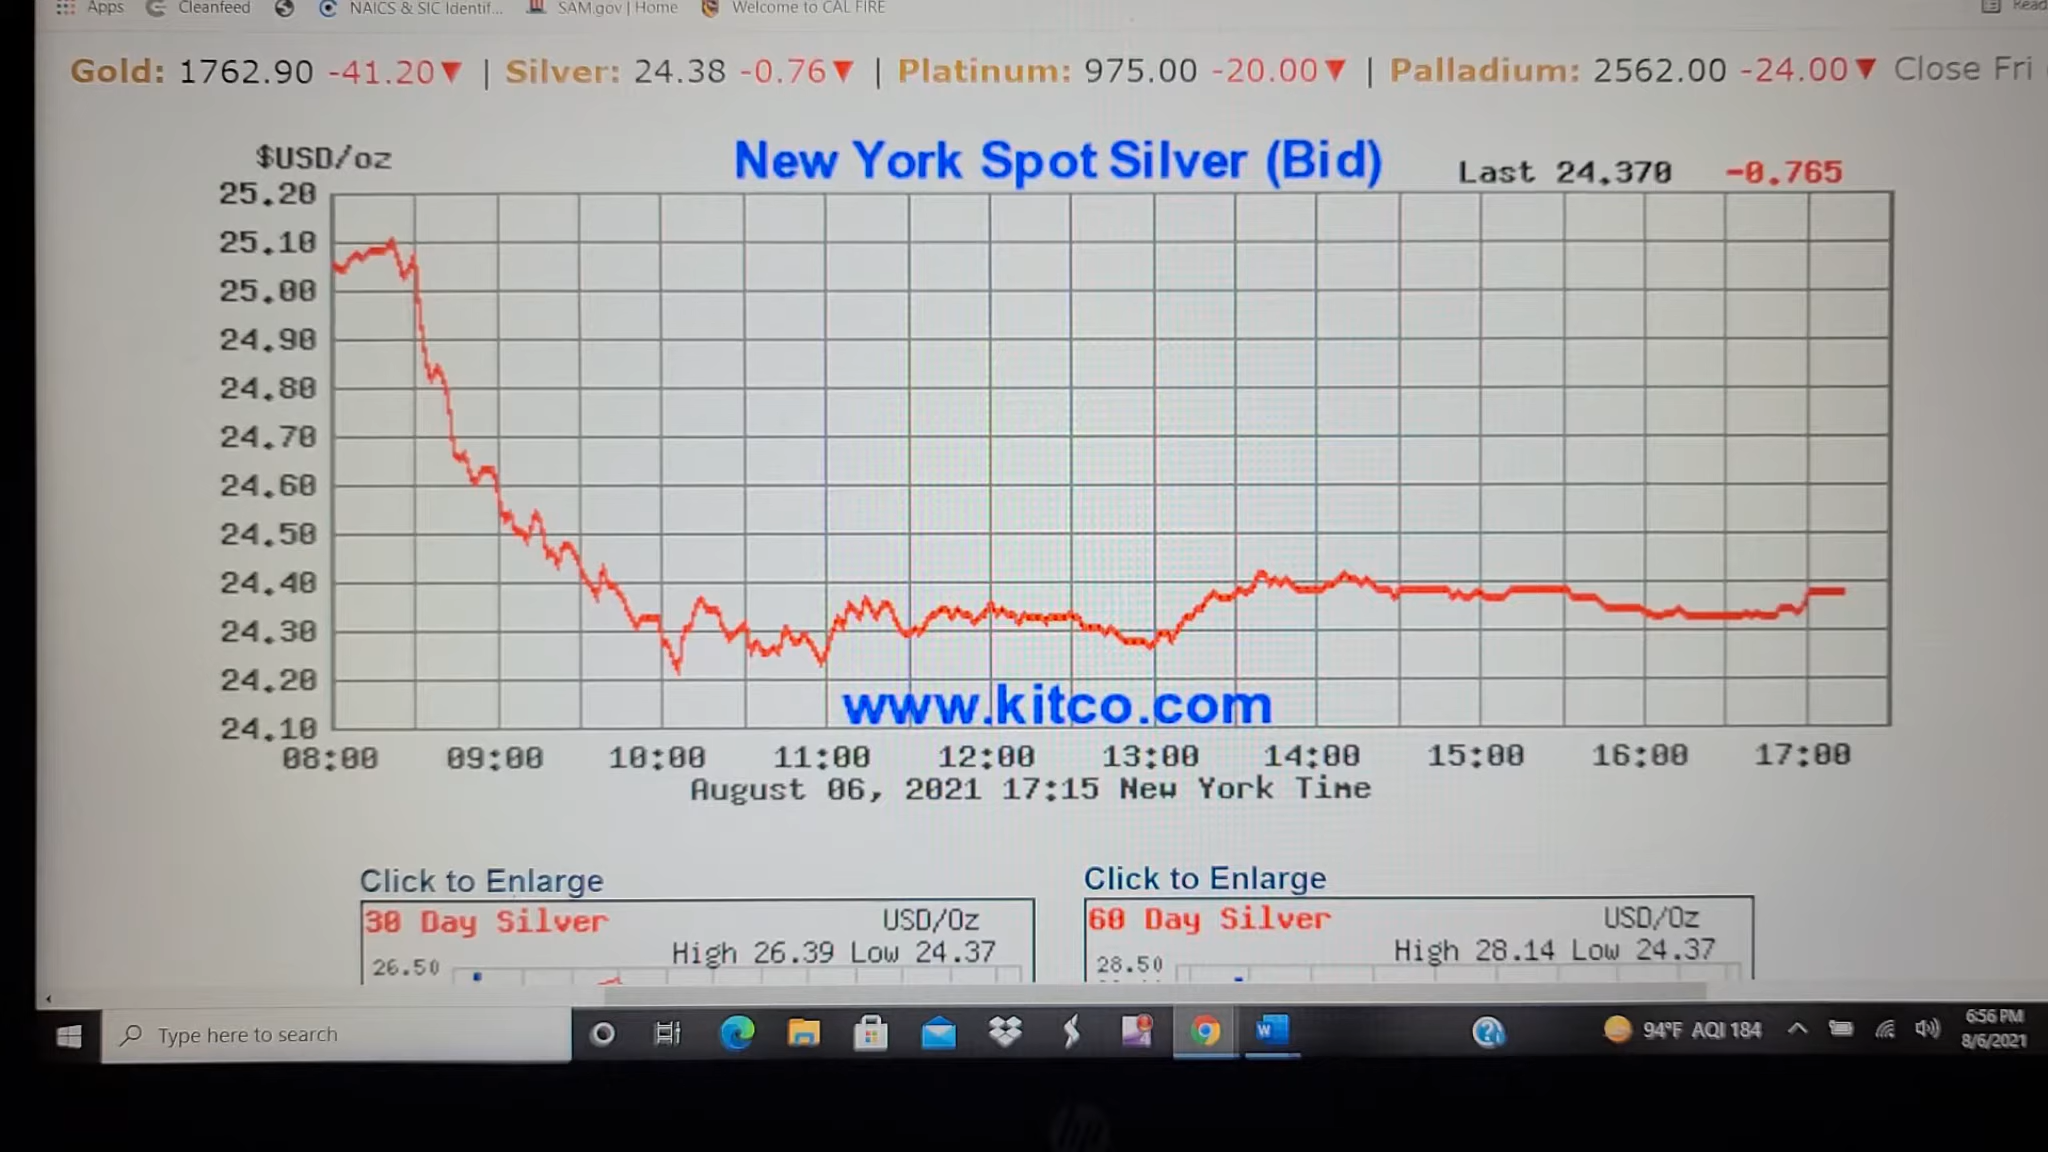 Apps Cleanfeed NAICS & SIC Identif... SAM.gov | Home Welcome to CAL FIRE Read
Gold: 1762.90 -41.20▼ | Silver: 24.38 -0.76▼ | Platinum: 975.00 -20.00▼ | Palladium: 2562.00 -24.00▼ Close Fri
$USD/oz New York Spot Silver (Bid) Last 24.370 -0.765
25.20
25.10
25.00
24.90
24.80
24.70
24.60
24.50
24.40
24.30
24.20
www.kitco.com
24.10
08:00 09:00 10:00 11:00 12:00 13:00 14:00 15:00 16:00 17:00
August 06, 2021 17:15 New York Time
Click to Enlarge
30 Day Silver USD/Oz
High 26.39 Low 24.37
26.50
Click to Enlarge
60 Day Silver USD/Oz
High 28.14 Low 24.37
28.50
Type here to search
94°F AQI 184
6:56 PM
8/6/2021
hp